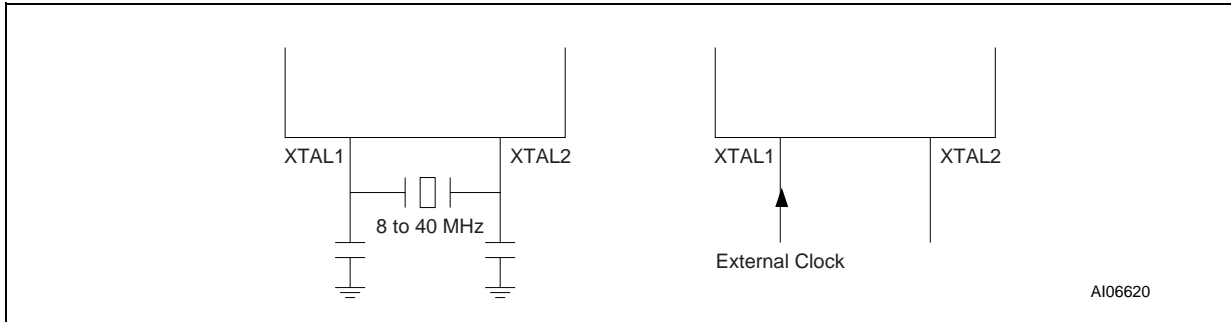 XTAL1
XTAL2
8 to 40 MHz
XTAL1
XTAL2
External Clock
AI06620